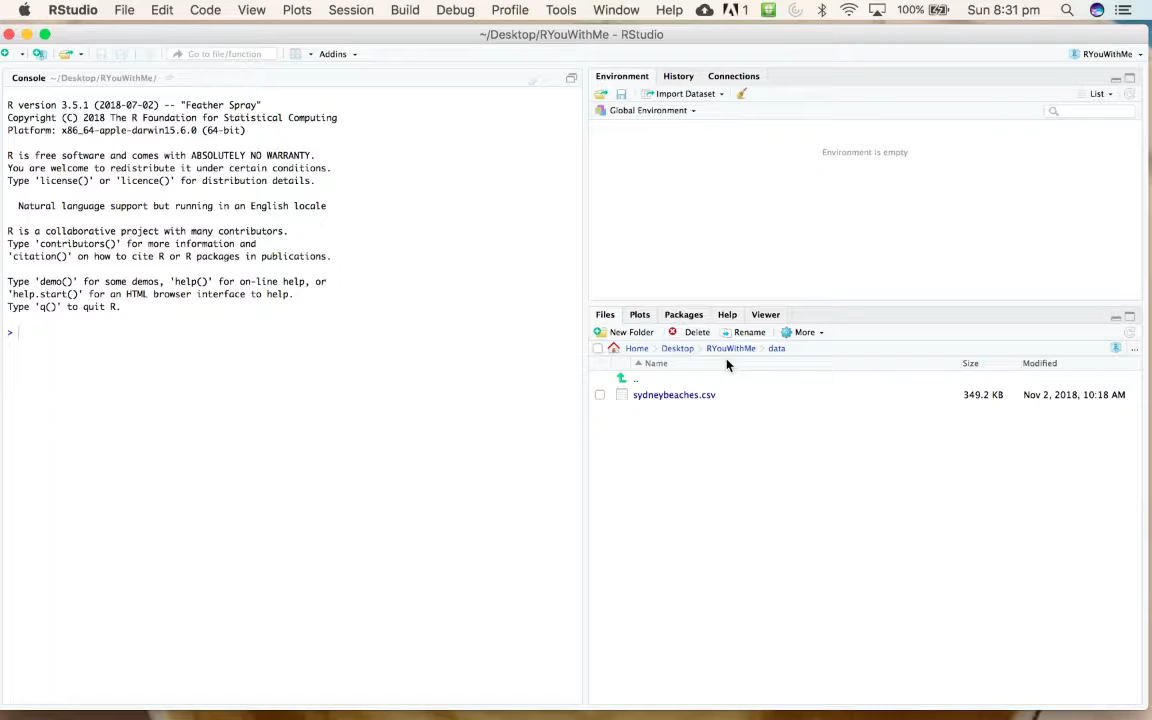 RStudio File Edit Code View Plots Session Build Debug Profile Tools Window Help 1 100% Sun 8:31 pm
~/Desktop/RYouWithMe - RStudio
Go to file/function Addins RYouWithMe
Console ~/Desktop/RYouWithMe/
R version 3.5.1 (2018-07-02) -- "Feather Spray"
Copyright (C) 2018 The R Foundation for Statistical Computing
Platform: x86_64-apple-darwin15.6.0 (64-bit)
R is free software and comes with ABSOLUTELY NO WARRANTY.
You are welcome to redistribute it under certain conditions.
Type 'license()' or 'licence()' for distribution details.
Natural language support but running in an English locale
R is a collaborative project with many contributors.
Type 'contributors()' for more information and
'citation()' on how to cite R or R packages in publications.
Type 'demo()' for some demos, 'help()' for on-line help, or
'help.start()' for an HTML browser interface to help.
Type 'q()' to quit R.
>
Environment History Connections
Import Dataset List
Global Environment
Environment is empty
Files Plots Packages Help Viewer
New Folder Delete Rename More
Home Desktop RYouWithMe data ...
Name Size Modified
..
sydneybeaches.csv 349.2 KB Nov 2, 2018, 10:18 AM